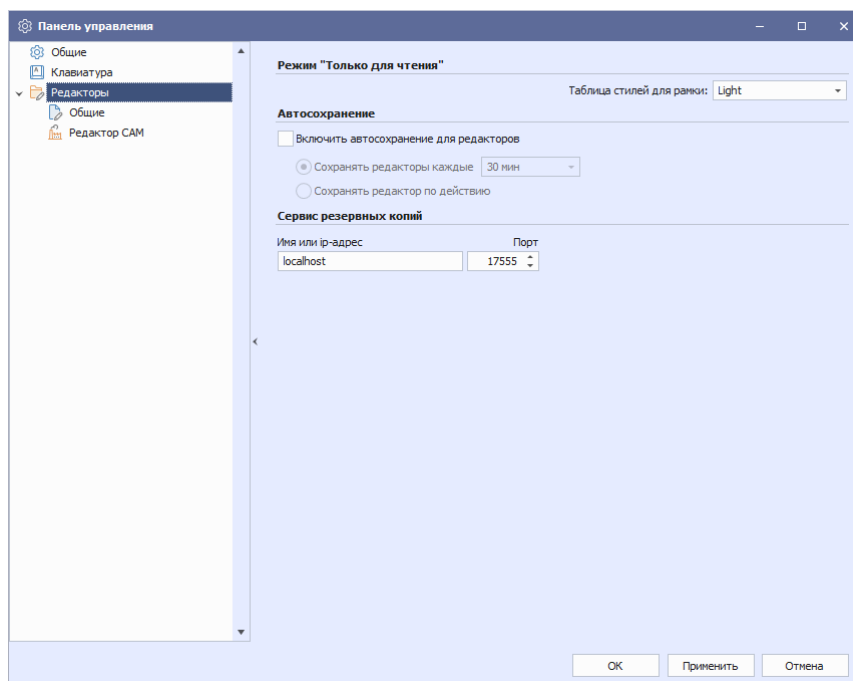 Панель управления
Общие
Клавиатура
Редакторы
Общие
Редактор CAM
Режим "Только для чтения"
Таблица стилей для рамки: Light
Автосохранение
Включить автосохранение для редакторов
Сохранять редакторы каждые 30 мин
Сохранять редактор по действию
Сервис резервных копий
Имя или ip-адрес Порт
localhost 17555
ОК Применить Отмена